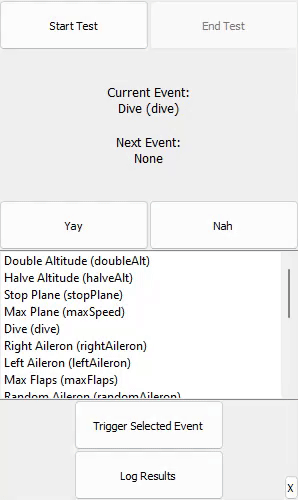 Start Test
End Test
Current Event:
Dive (dive)
Next Event:
None
Yay
Nah
Double Altitude (doubleAlt)
Halve Altitude (halveAlt)
Stop Plane (stopPlane)
Max Plane (maxSpeed)
Dive (dive)
Right Aileron (rightAileron)
Left Aileron (leftAileron)
Max Flaps (maxFlaps)
Random Aileron (randomAileron)
Trigger Selected Event
Log Results
X